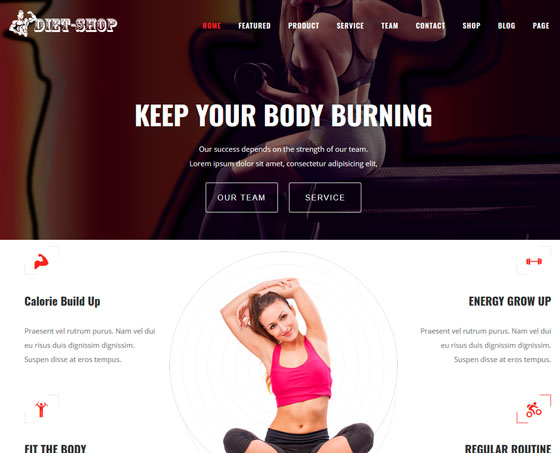 DIET-SHOP
HOME FEATURED PRODUCT SERVICE TEAM CONTACT SHOP BLOG PAGE
KEEP YOUR BODY BURNING
Our success depends on the strength of our team.
Lorem ipsum dolor sit amet, consectetur adipisicing elit,
OUR TEAM SERVICE
Calorie Build Up
Praesent vel rutrum purus. Nam vel dui
eu risus duis dignissim dignissim.
Suspen disse at eros tempus.
ENERGY GROW UP
Praesent vel rutrum purus. Nam vel dui
eu risus duis dignissim dignissim.
Suspen disse at eros tempus.
FIT THE BODY
REGULAR ROUTINE